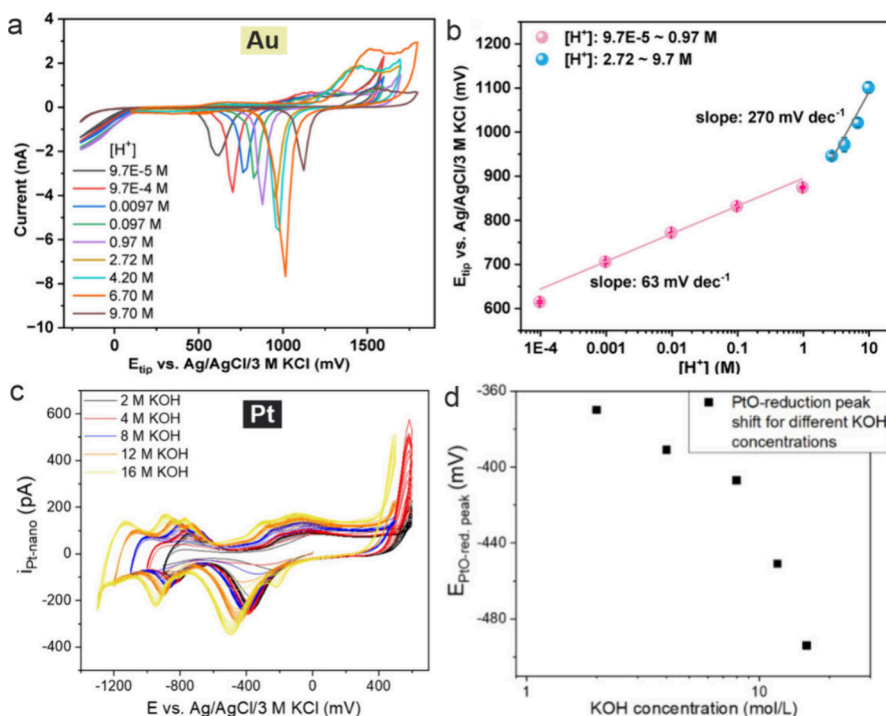 a
Au
Current (nA)
4
2
0
−2
−4
−6
−8
−10
[H+]
9.7E-5 M
9.7E-4 M
0.0097 M
0.097 M
0.97 M
2.72 M
4.20 M
6.70 M
9.70 M
0 500 1000 1500
Etip vs. Ag/AgCl/3 M KCl (mV)
b
[H+]: 9.7E-5 ~ 0.97 M
[H+]: 2.72 ~ 9.7 M
Etip vs. Ag/AgCl/3 M KCl (mV)
1200
1100
1000
900
800
700
600
slope: 270 mV dec-1
slope: 63 mV dec-1
1E-4 0.001 0.01 0.1 1 10
[H+] (M)
c
Pt
iPt-nano (pA)
600
400
200
0
-200
-400
2 M KOH
4 M KOH
8 M KOH
12 M KOH
16 M KOH
-1200 -800 -400 0 400
E vs. Ag/AgCl/3 M KCl (mV)
d
EPtO-red. peak (mV)
-360
-400
-440
-480
PtO-reduction peak
shift for different KOH
concentrations
1 10
KOH concentration (mol/L)